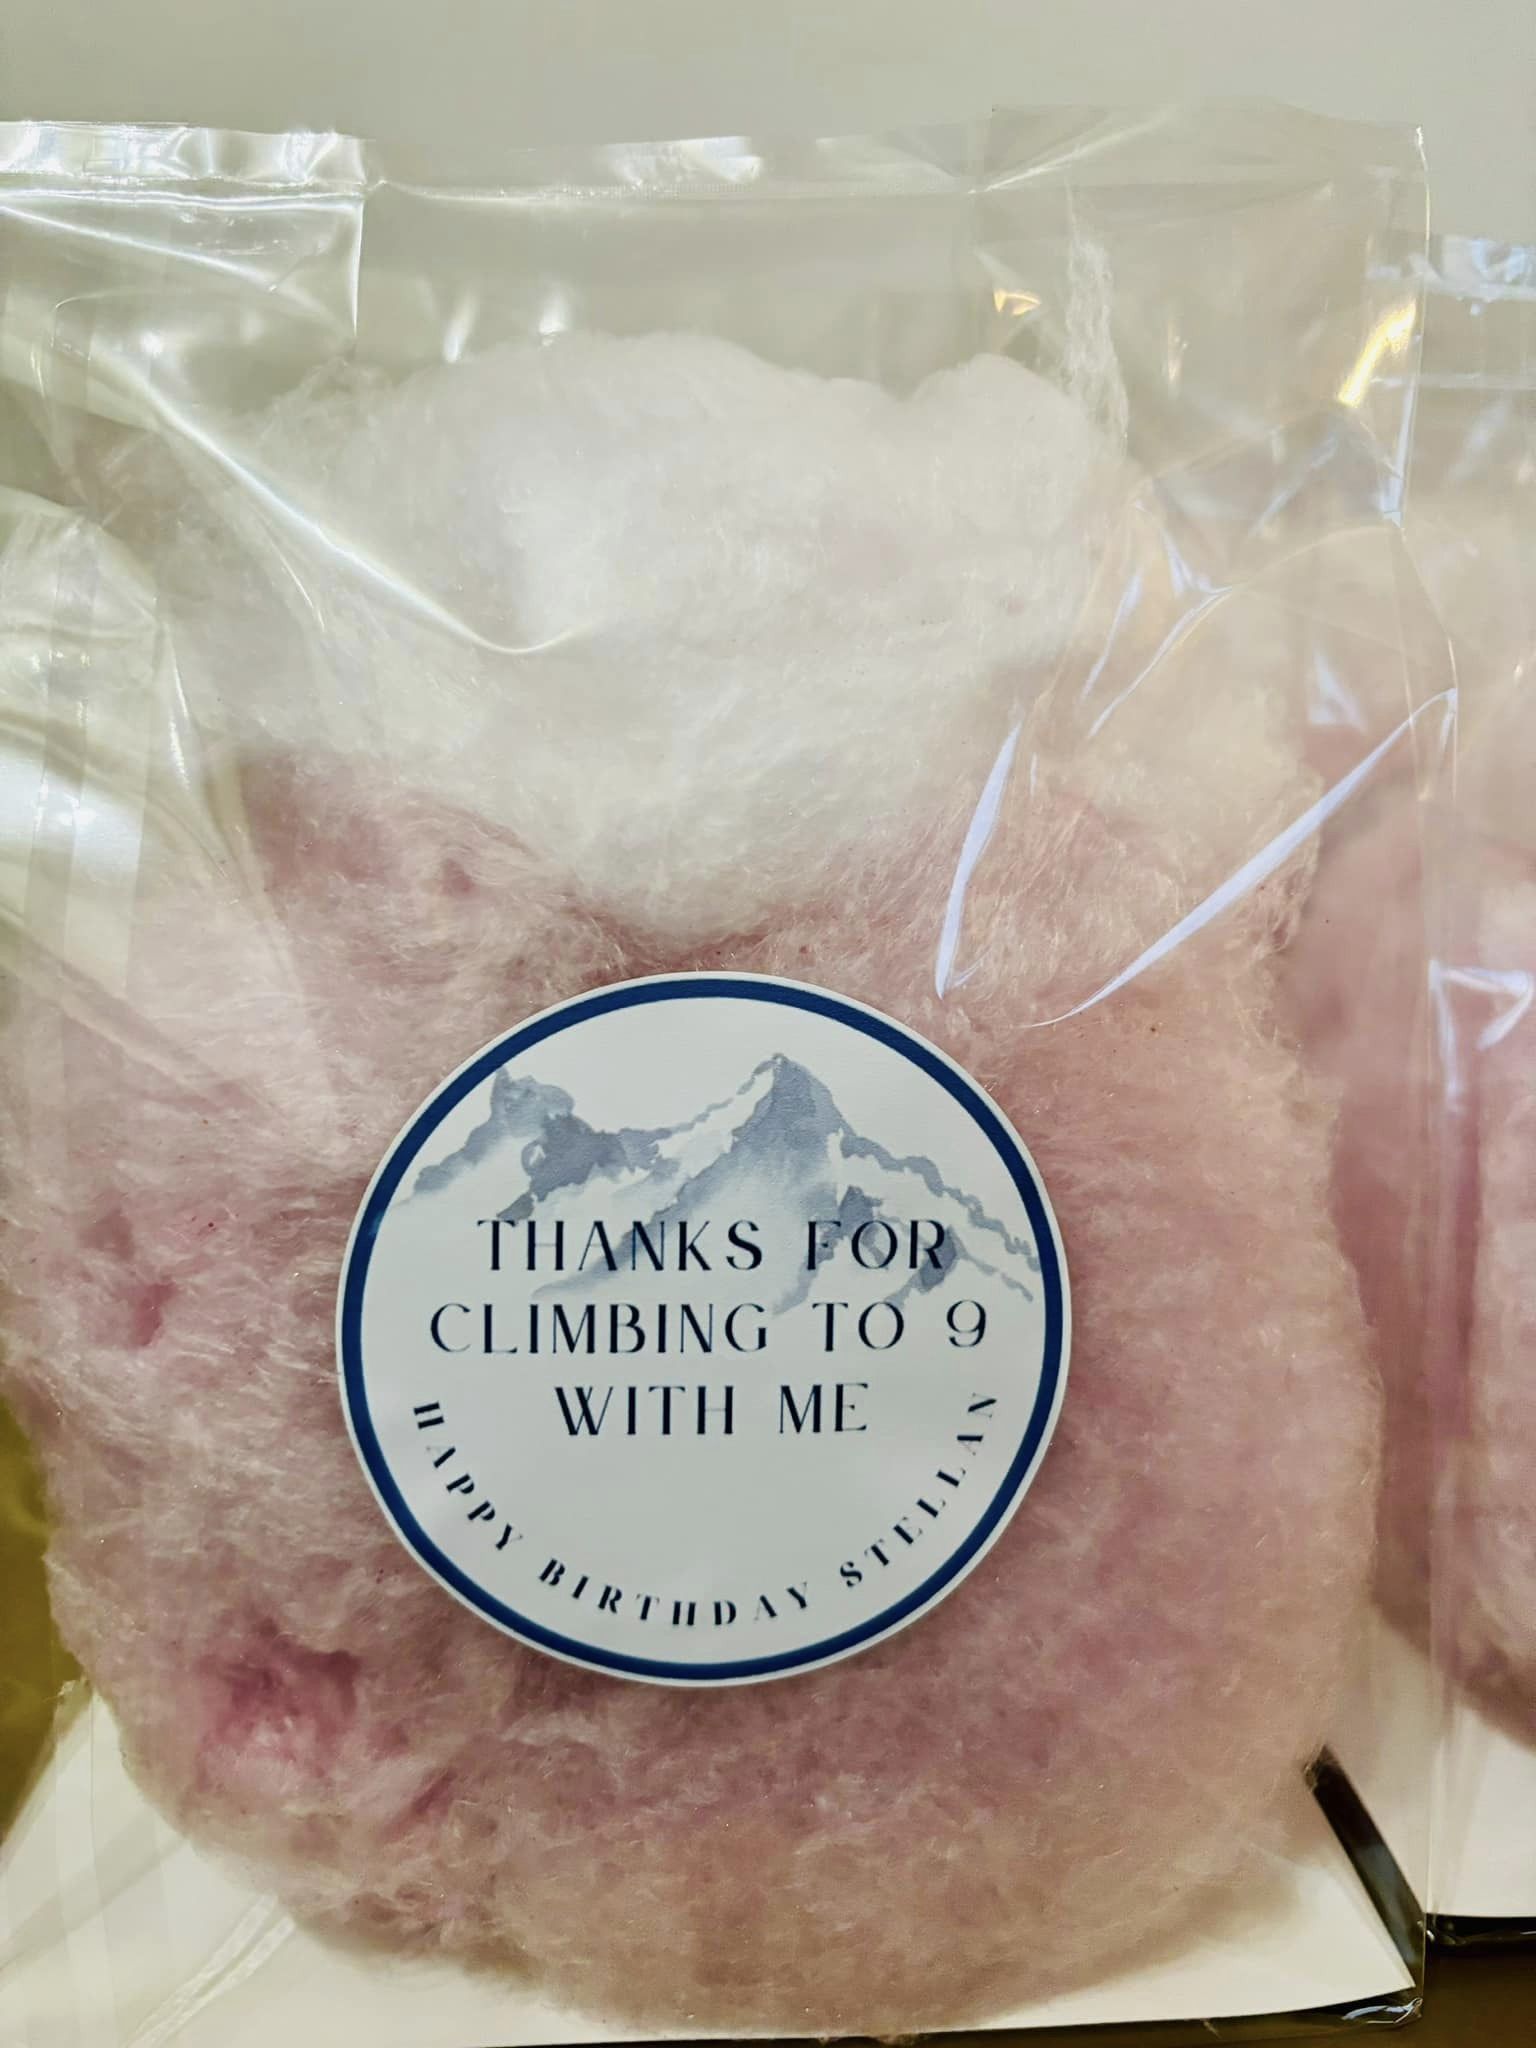 THANKS FOR
CLIMBING TO 9
WITH ME
HAPPY BIRTHDAY STELLAN